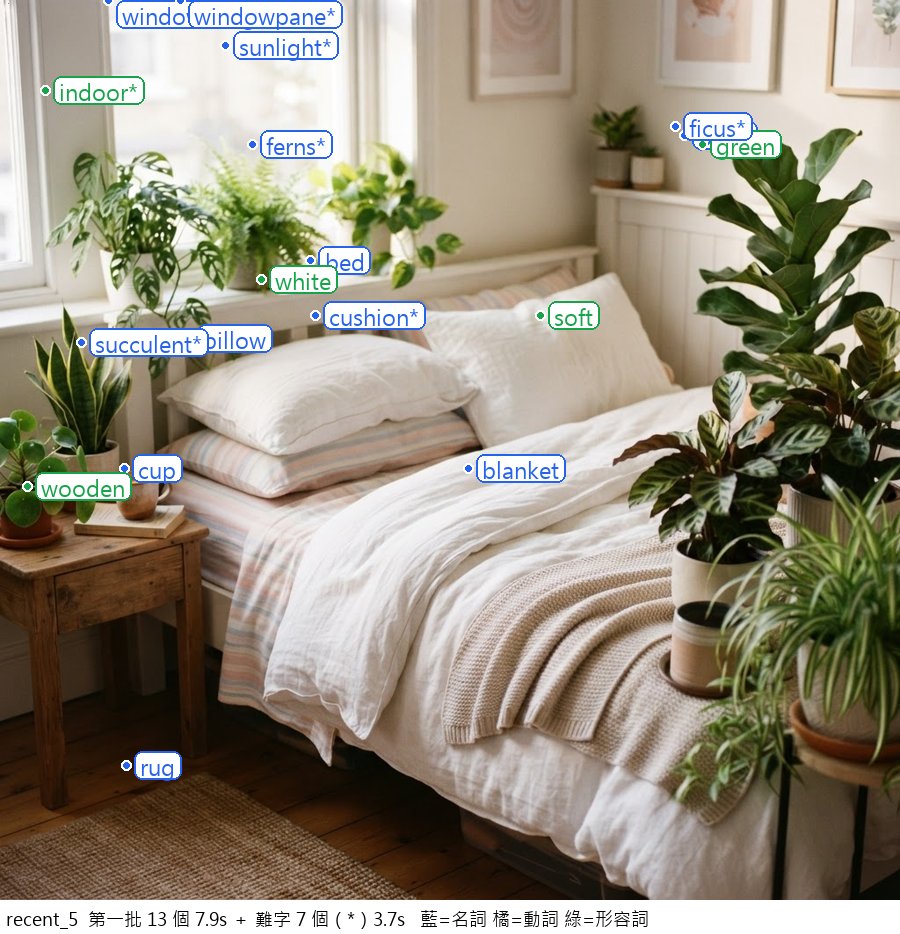 windowpane*
sunlight*
indoor*
ferns*
ficus*
green
bed
white
cushion*
soft
succulent*
pillow
cup
blanket
wooden
rug
recent_5 第一批 13 個 7.9s + 難字 7 個 ( * ) 3.7s 藍=名詞 橘=動詞 綠=形容詞